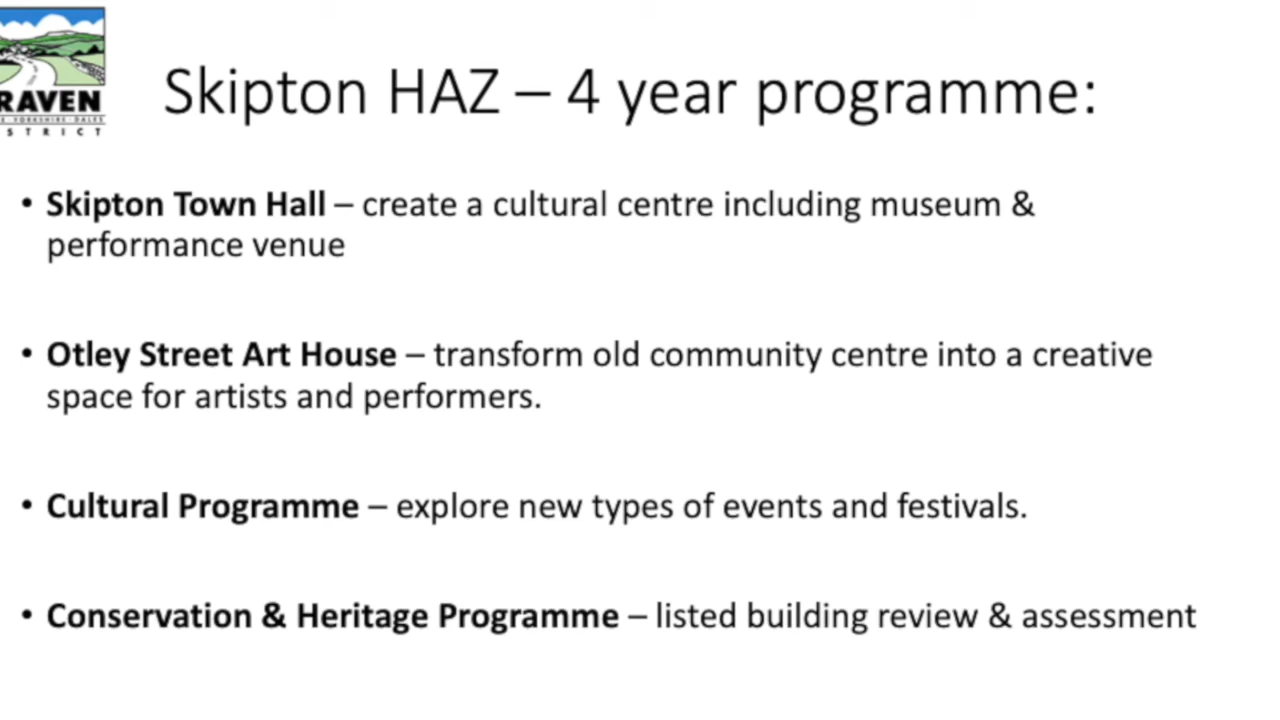 RAVEN
YORKSHIRE DALES
S T R I C T
Skipton HAZ – 4 year programme:
• Skipton Town Hall – create a cultural centre including museum &
performance venue
• Otley Street Art House – transform old community centre into a creative
space for artists and performers.
• Cultural Programme – explore new types of events and festivals.
• Conservation & Heritage Programme – listed building review & assessment